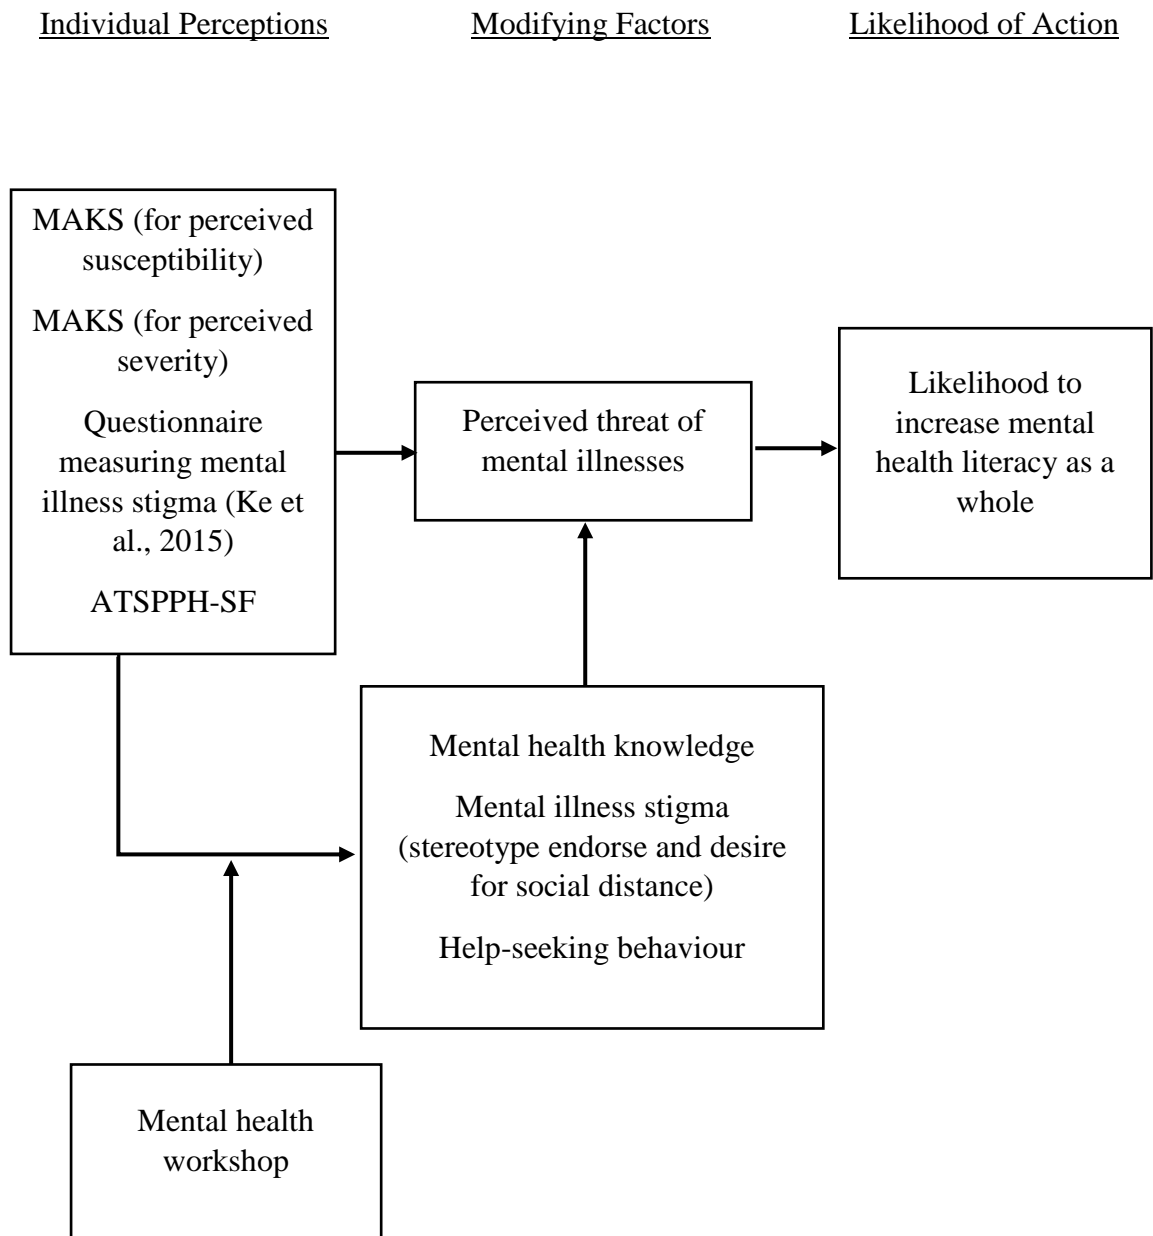 Individual Perceptions
Modifying Factors
Likelihood of Action
MAKS (for perceived
susceptibility)
MAKS (for perceived
severity)
Questionnaire
measuring mental
illness stigma (Ke et
al., 2015)
ATSPPH-SF
Perceived threat of
mental illnesses
Likelihood to
increase mental
health literacy as a
whole
Mental health knowledge
Mental illness stigma
(stereotype endorse and desire
for social distance)
Help-seeking behaviour
Mental health
workshop